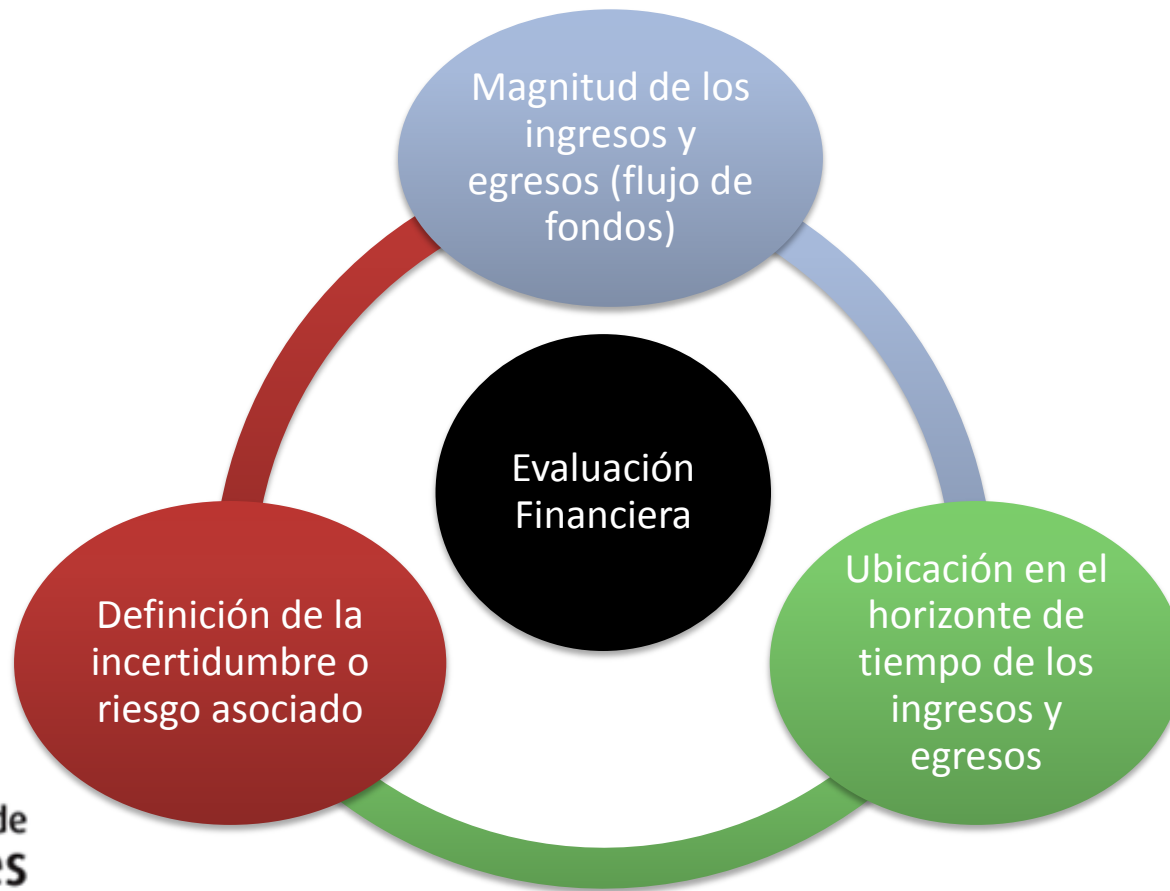 Magnitud de los
ingresos y
egresos (flujo de
fondos)
Evaluación
Financiera
Definición de la
incertidumbre o
riesgo asociado
Ubicación en el
horizonte de
tiempo de los
ingresos y
egresos
de